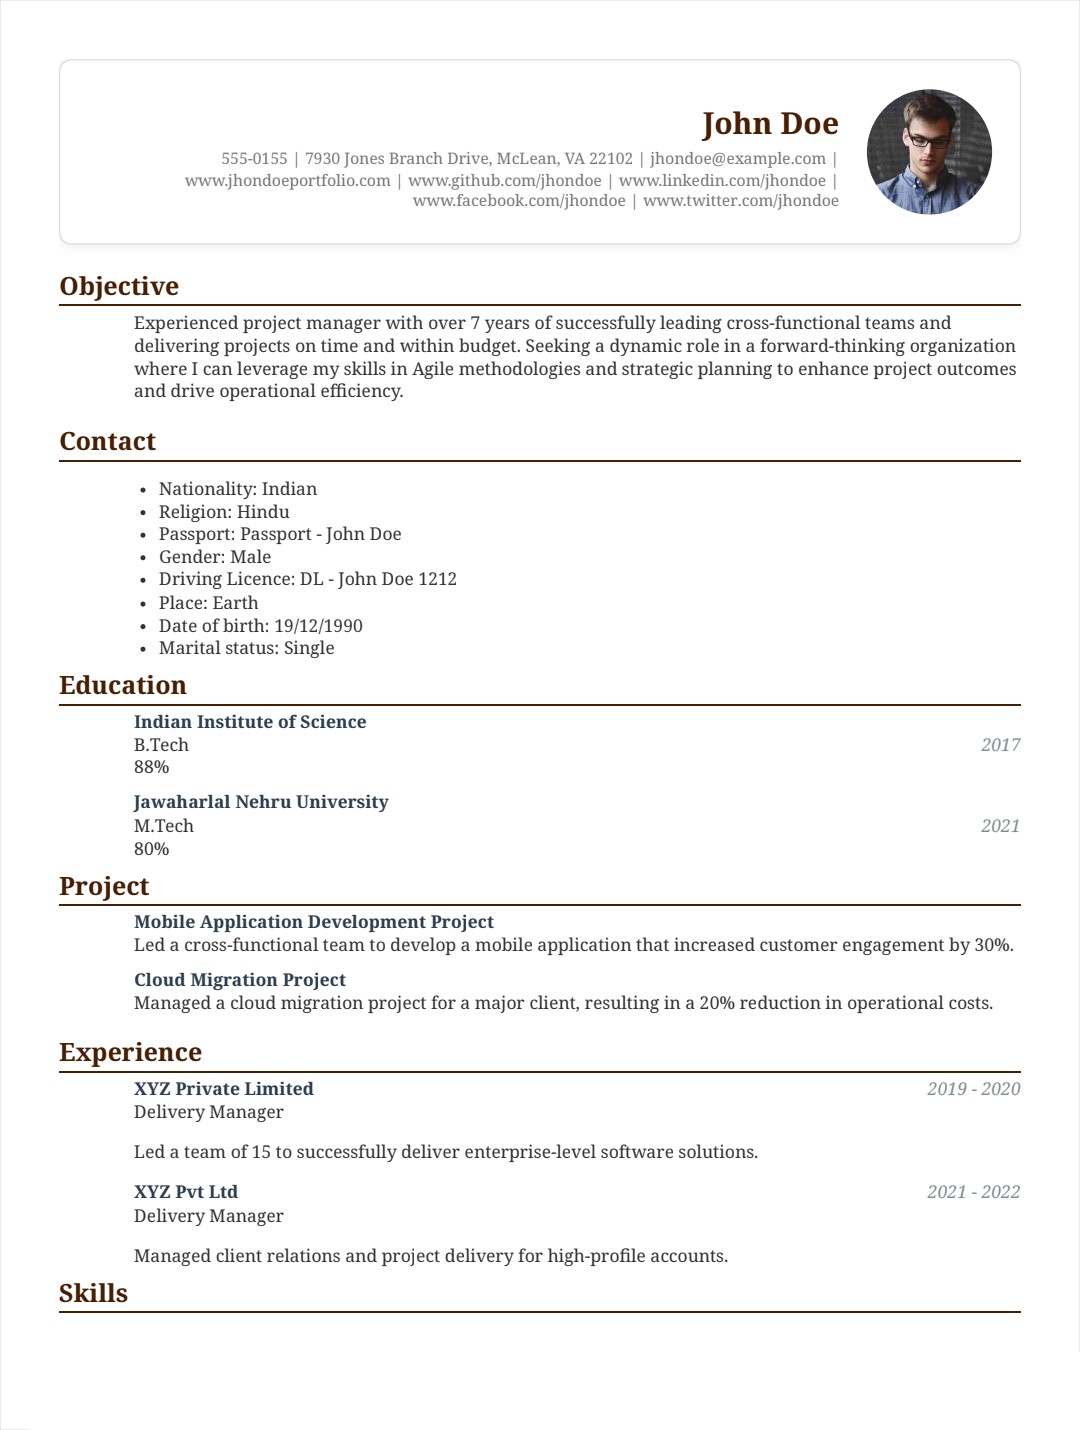 John Doe
555-0155 | 7930 Jones Branch Drive, McLean, VA 22102 | jhondoe@example.com |
www.jhondoeportfolio.com | www.github.com/jhondoe | www.linkedin.com/jhondoe |
www.facebook.com/jhondoe | www.twitter.com/jhondoe
Objective
Experienced project manager with over 7 years of successfully leading cross-functional teams and
delivering projects on time and within budget. Seeking a dynamic role in a forward-thinking organization
where I can leverage my skills in Agile methodologies and strategic planning to enhance project outcomes
and drive operational efficiency.
Contact
• Nationality: Indian
• Religion: Hindu
• Passport: Passport - John Doe
• Gender: Male
• Driving Licence: DL - John Doe 1212
• Place: Earth
• Date of birth: 19/12/1990
• Marital status: Single
Education
Indian Institute of Science
B.Tech 2017
88%
Jawaharlal Nehru University
M.Tech 2021
80%
Project
Mobile Application Development Project
Led a cross-functional team to develop a mobile application that increased customer engagement by 30%.
Cloud Migration Project
Managed a cloud migration project for a major client, resulting in a 20% reduction in operational costs.
Experience
XYZ Private Limited 2019 - 2020
Delivery Manager
Led a team of 15 to successfully deliver enterprise-level software solutions.
XYZ Pvt Ltd 2021 - 2022
Delivery Manager
Managed client relations and project delivery for high-profile accounts.
Skills